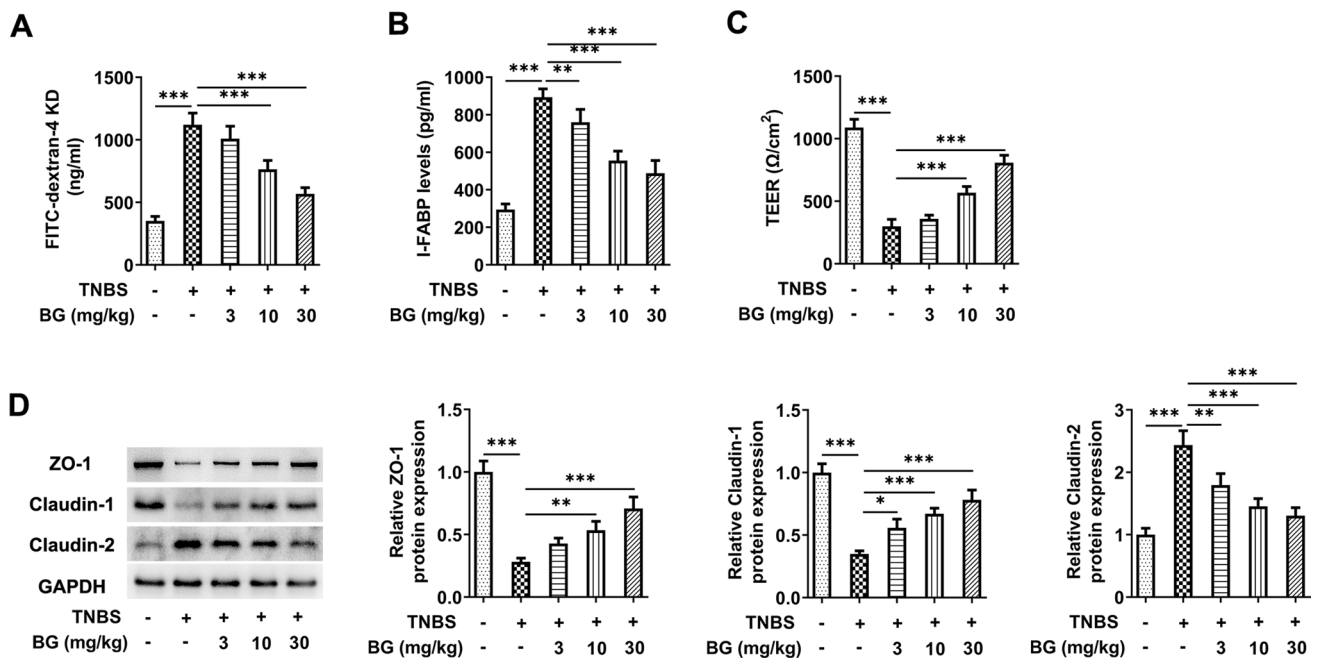 A
FITC-dextran-4 KD
(ng/ml)
1500
1000
500
0
***
***
***
TNBS - + + + +
BG (mg/kg) - - 3 10 30
B
I-FABP levels (pg/ml)
1000
800
600
400
200
0
***
**
***
***
TNBS - + + + +
BG (mg/kg) - - 3 10 30
C
TEER (Ω/cm²)
1500
1000
500
0
***
***
***
TNBS - + + + +
BG (mg/kg) - - 3 10 30
D
ZO-1
Claudin-1
Claudin-2
GAPDH
TNBS - + + + +
BG (mg/kg) - - 3 10 30
Relative ZO-1
protein expression
1.5
1.0
0.5
0.0
***
**
***
TNBS - + + + +
BG (mg/kg) - - 3 10 30
Relative Claudin-1
protein expression
1.5
1.0
0.5
0.0
***
*
***
***
TNBS - + + + +
BG (mg/kg) - - 3 10 30
Relative Claudin-2
protein expression
3
2
1
0
***
**
***
***
TNBS - + + + +
BG (mg/kg) - - 3 10 30